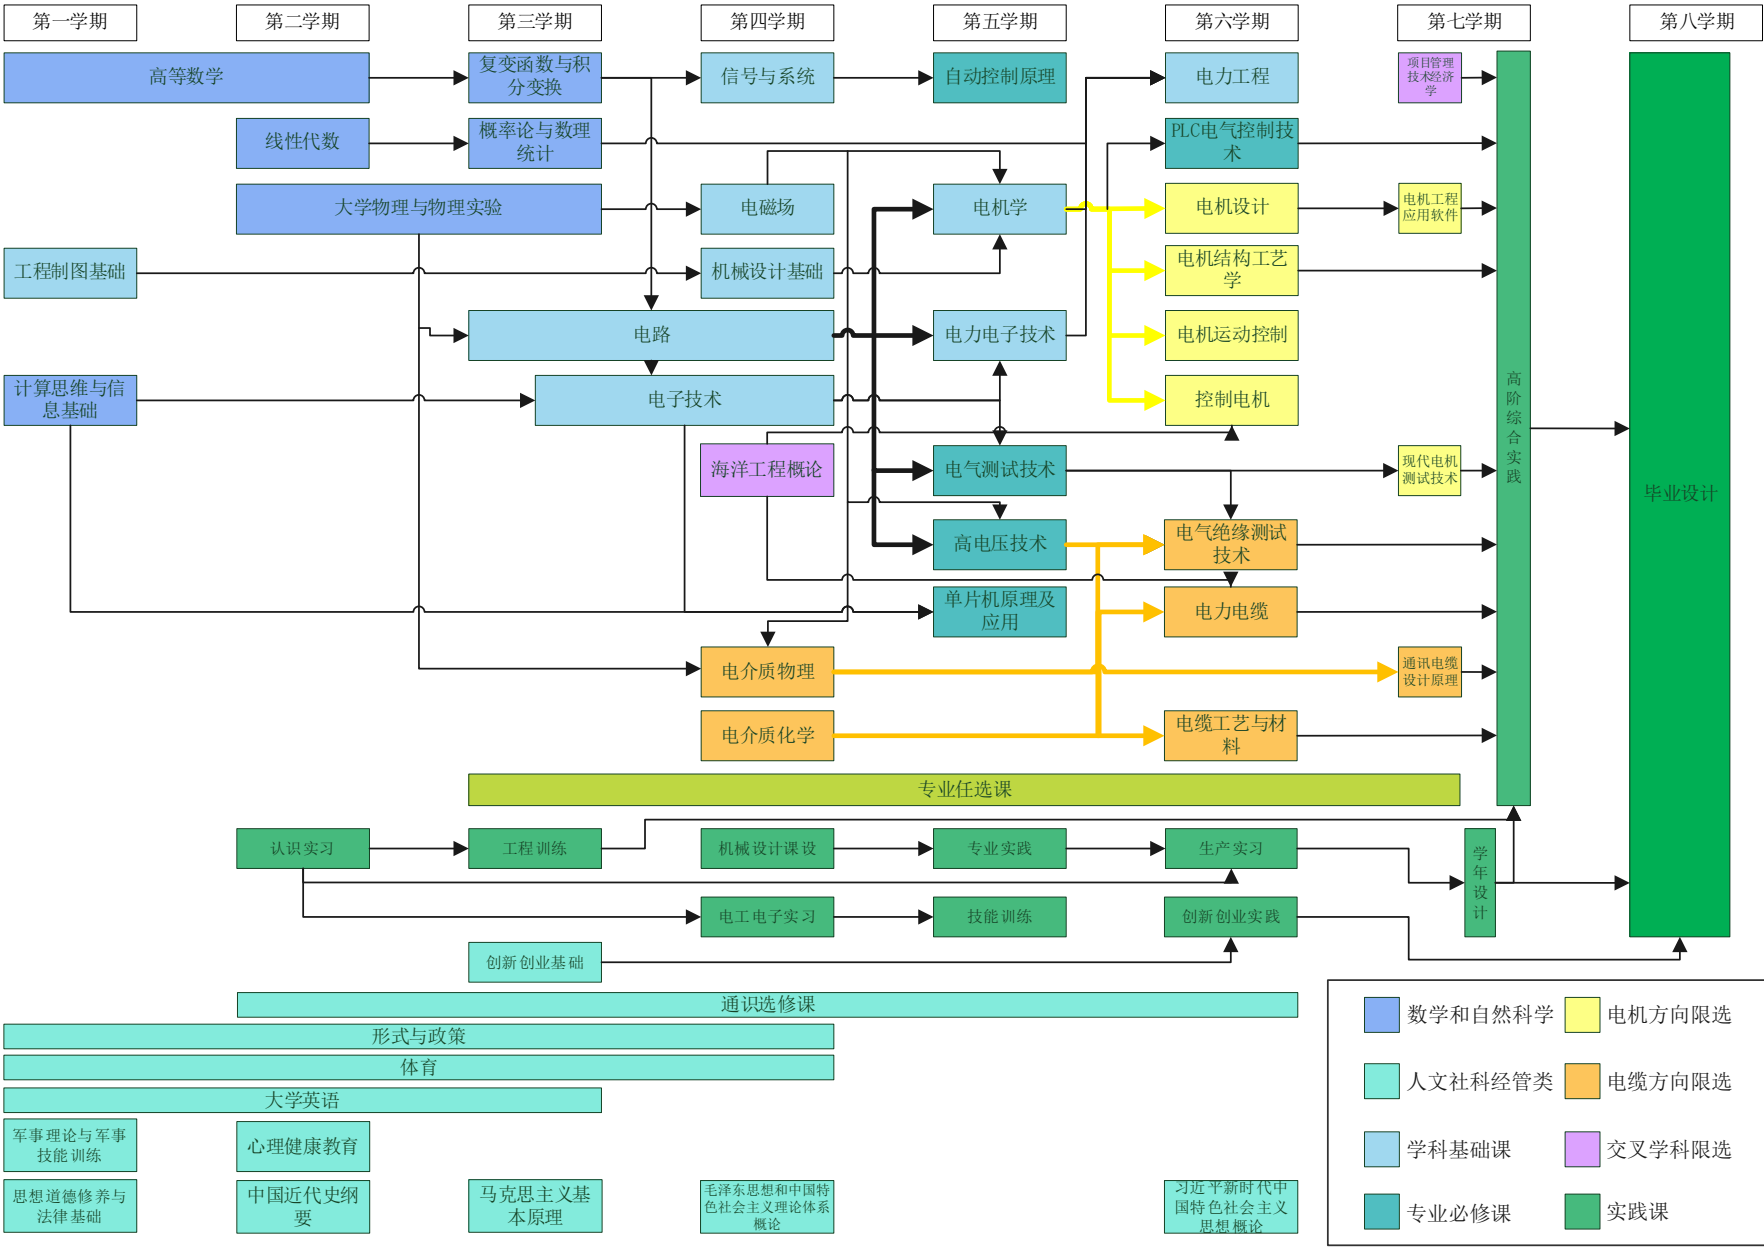 第一学期
第二学期
第三学期
第四学期
第五学期
第六学期
第七学期
第八学期
高等数学
复变函数与积
分变换
信号与系统
自动控制原理
电力工程
项目管理
技术经济
学
线性代数
概率论与数理
统计
PLC电气控制技
术
大学物理与物理实验
电磁场
电机学
电机设计
电机工程
应用软件
工程制图基础
机械设计基础
电机结构工艺
学
电路
电力电子技术
电机运动控制
计算思维与信
息基础
电子技术
控制电机
高
阶
综
合
实
践
海洋工程概论
电气测试技术
现代电机
测试技术
毕业设计
高电压技术
电气绝缘测试
技术
单片机原理及
应用
电力电缆
电介质物理
通讯电缆
设计原理
电介质化学
电缆工艺与材
料
专业任选课
认识实习
工程训练
机械设计课设
专业实践
生产实习
学
年
设
计
电工电子实习
技能训练
创新创业实践
创新创业基础
通识选修课
形式与政策
体育
大学英语
军事理论与军事
技能训练
心理健康教育
思想道德修养与
法律基础
中国近代史纲
要
马克思主义基
本原理
毛泽东思想和中国特
色社会主义理论体系
概论
习近平新时代中
国特色社会主义
思想概论
数学和自然科学
电机方向限选
人文社科经管类
电缆方向限选
学科基础课
交叉学科限选
专业必修课
实践课